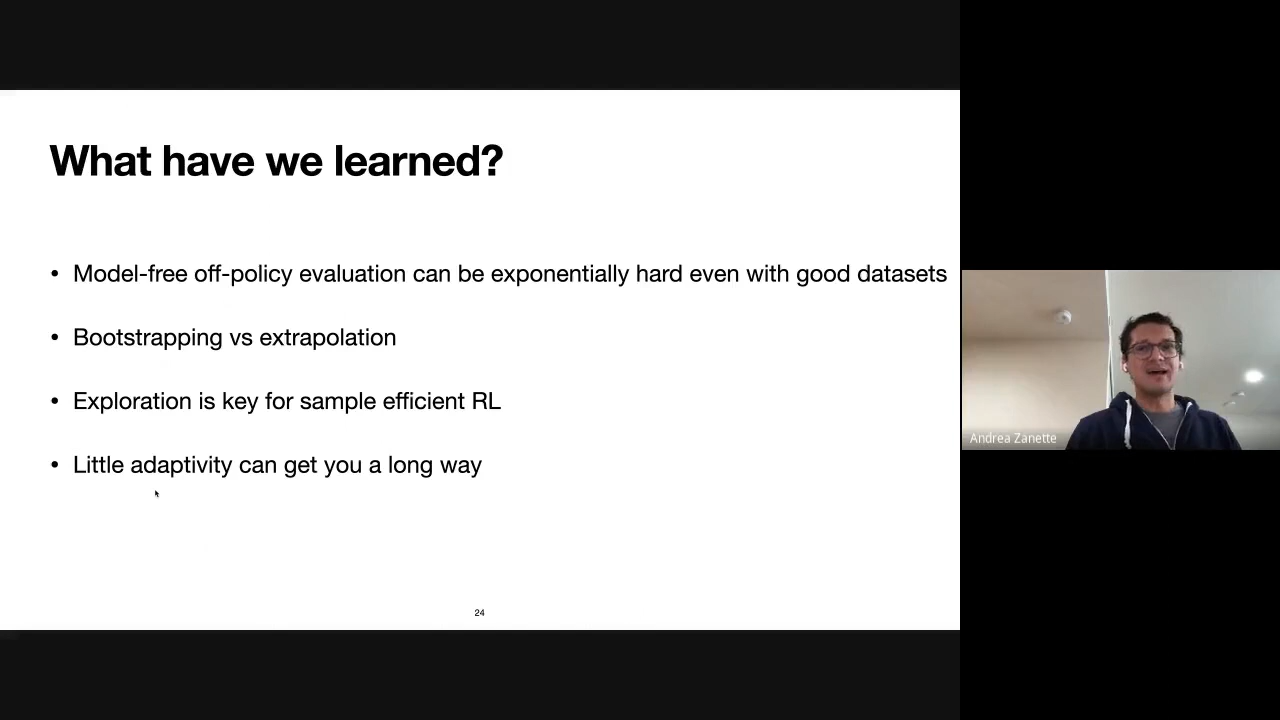 What have we learned?
• Model-free off-policy evaluation can be exponentially hard even with good datasets
• Bootstrapping vs extrapolation
• Exploration is key for sample efficient RL
• Little adaptivity can get you a long way
24
Andrea Zanette